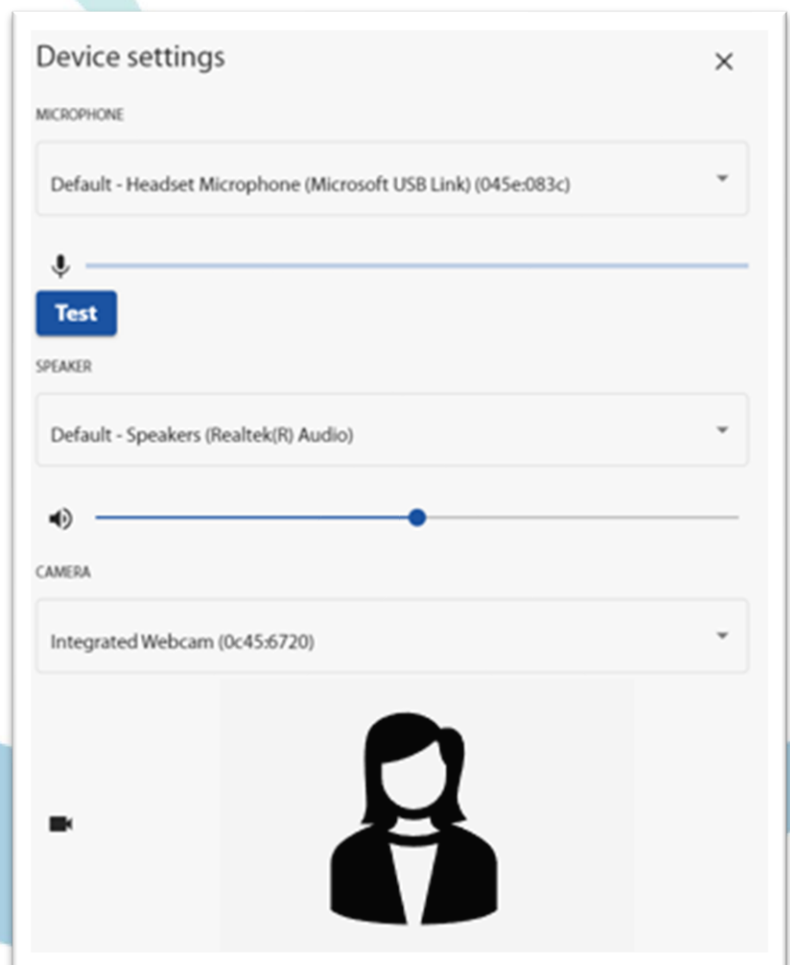 Device settings
MICROPHONE
Default - Headset Microphone (Microsoft USB Link) (045e:083c)
Test
SPEAKER
Default - Speakers (Realtek(R) Audio)
CAMERA
Integrated Webcam (0c45:6720)